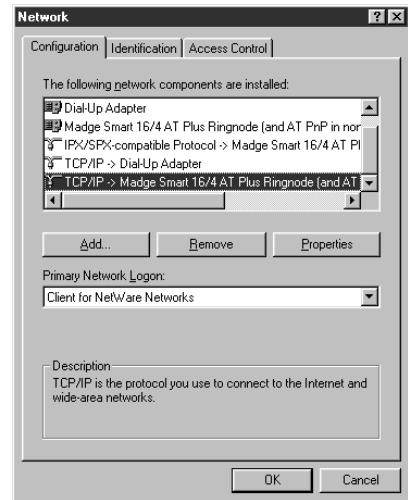 Network
Configuration Identification Access Control
The following network components are installed:
Dial-Up Adapter
Madge Smart 16/4 AT Plus Ringnode (and AT PnP in nor
IPX/SPX-compatible Protocol -> Madge Smart 16/4 AT Pl
TCP/IP -> Dial-Up Adapter
TCP/IP -> Madge Smart 16/4 AT Plus Ringnode (and AT
Add... Remove Properties
Primary Network Logon:
Client for NetWare Networks
Description
TCP/IP is the protocol you use to connect to the Internet and
wide-area networks.
OK Cancel